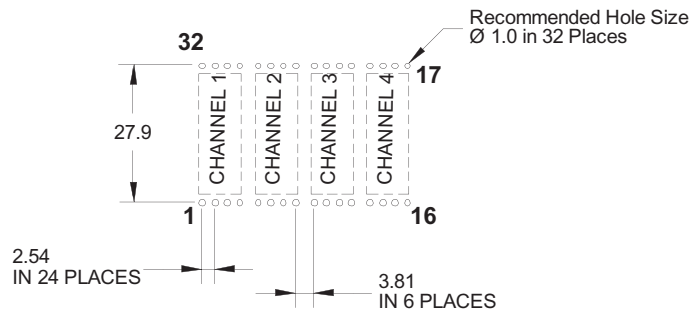 Recommended Hole Size
Ø 1.0 in 32 Places
32
17
CHANNEL 1
CHANNEL 2
CHANNEL 3
CHANNEL 4
27.9
1
16
2.54
IN 24 PLACES
3.81
IN 6 PLACES